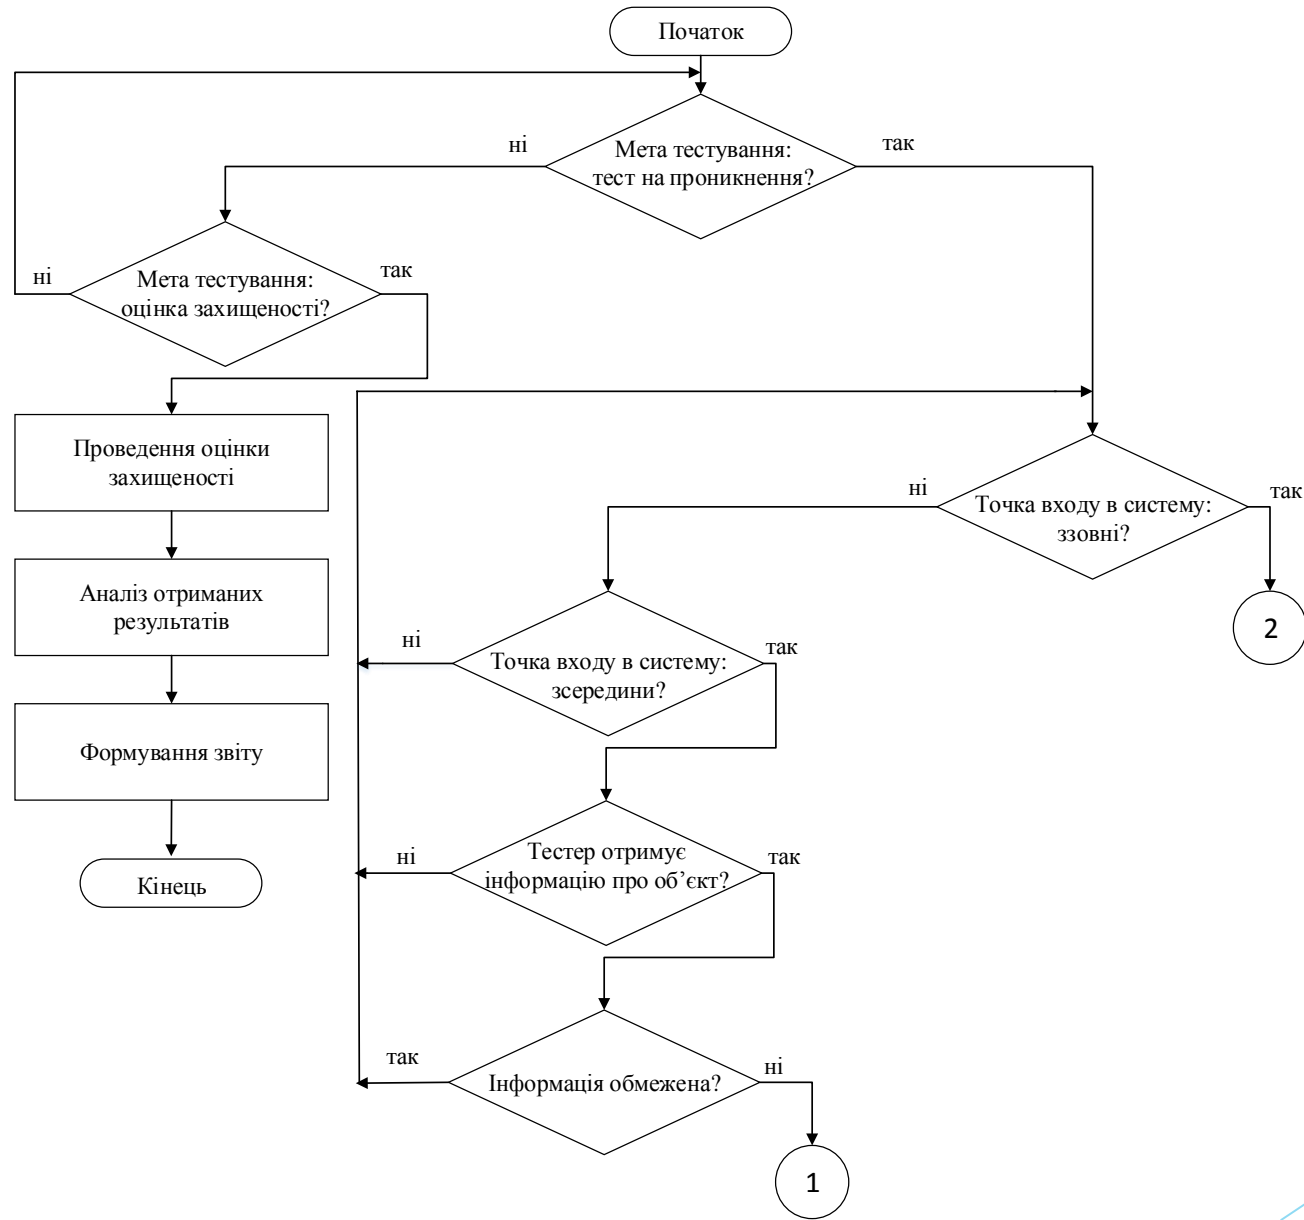 Початок
ні
так
Мета тестування:
тест на проникнення?
ні
так
Мета тестування:
оцінка захищеності?
Проведення оцінки
захищеності
ні
так
Точка входу в систему:
ззовні?
Аналіз отриманих
результатів
2
ні
так
Точка входу в систему:
зсередини?
Формування звіту
ні
так
Тестер отримує
інформацію про об’єкт?
Кінець
так
ні
Інформація обмежена?
1